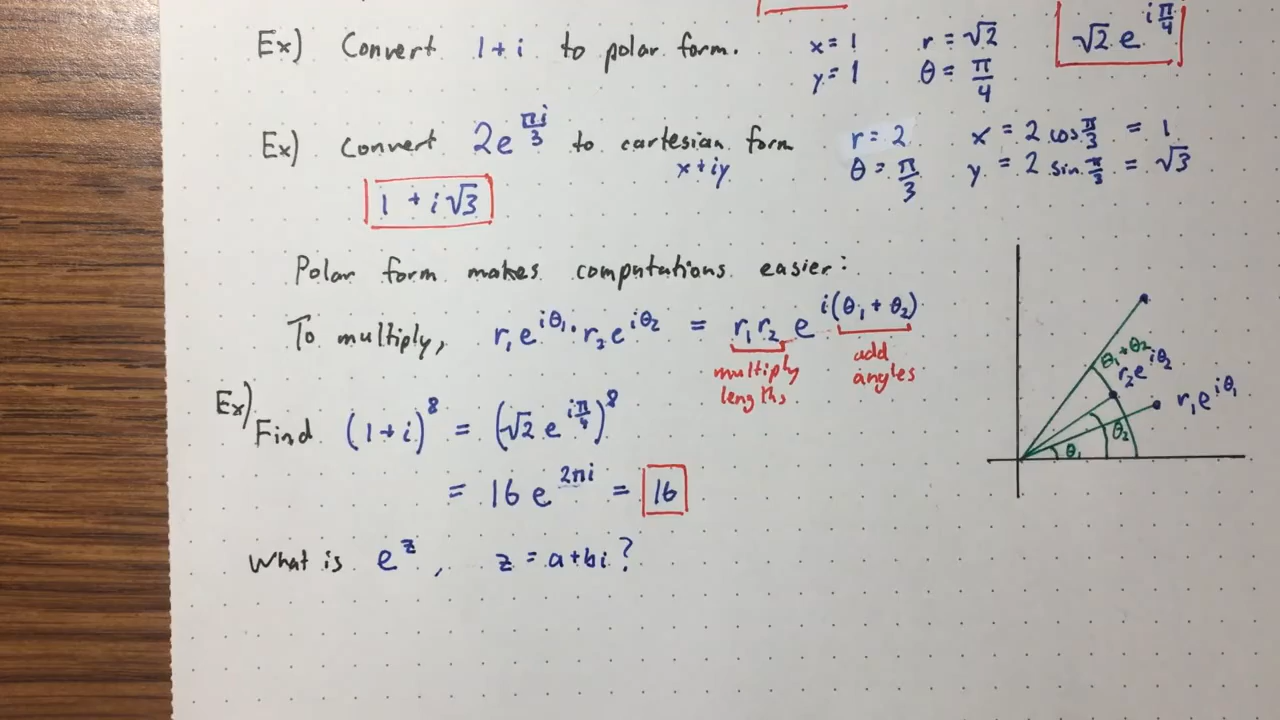 Ex) Convert 1+i to polar form. x=1 r=√2 √2 e^{iπ/4}
y=1 θ=π/4
Ex) Convert 2e^{πi/3} to cartesian form r=2 x=2 cos π/3 = 1
x+iy θ=π/3 y=2 sin π/3 = √3
1 + i√3
Polar form makes computations easier:
To multiply, r₁e^{iθ₁}·r₂e^{iθ₂} = r₁r₂ e^{i(θ₁+θ₂)}
multiply lengths
add angles
Ex) Find (1+i)^8 = (√2 e^{iπ/4})^8
= 16 e^{2πi} = 16
What is e^z, z=a+bi?
θ₁+θ₂
r₂e^{iθ₂}
r₁e^{iθ₁}
θ₂
θ₁